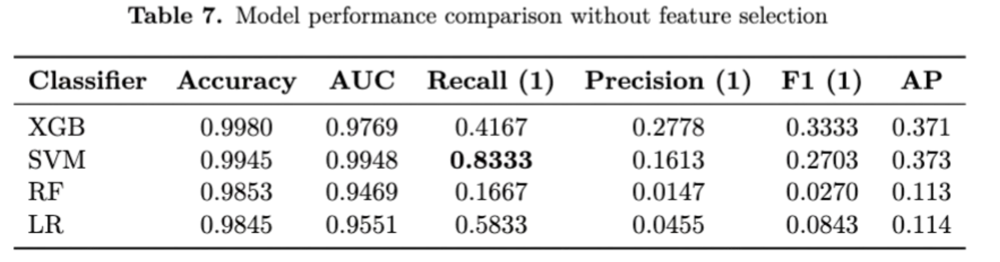 Table 7. Model performance comparison without feature selection
Classifier Accuracy AUC Recall (1) Precision (1) F1 (1) AP
XGB 0.9980 0.9769 0.4167 0.2778 0.3333 0.371
SVM 0.9945 0.9948 0.8333 0.1613 0.2703 0.373
RF 0.9853 0.9469 0.1667 0.0147 0.0270 0.113
LR 0.9845 0.9551 0.5833 0.0455 0.0843 0.114